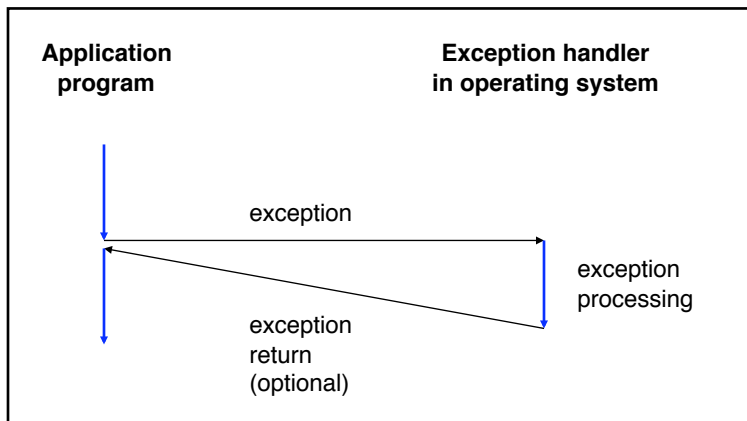 Application
program
Exception handler
in operating system
exception
exception
processing
exception
return
(optional)